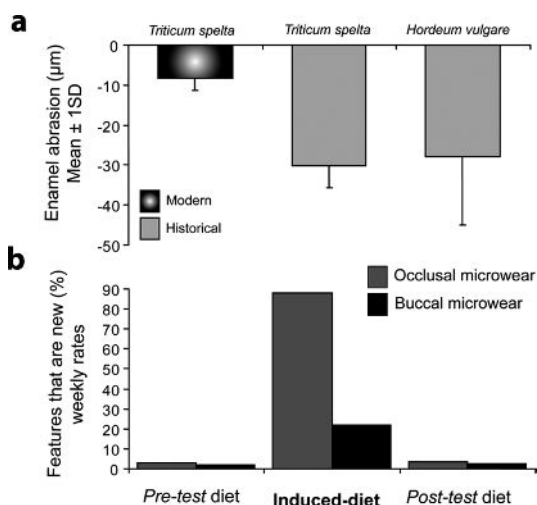 a
Triticum spelta
Triticum spelta
Hordeum vulgare
Enamel abrasion (µm)
Mean ± 1SD
0
-10
-20
-30
-40
-50
Modern
Historical
b
Features that are new (%)
weekly rates
90
80
70
60
50
40
30
20
10
0
Occlusal microwear
Buccal microwear
Pre-test diet
Induced-diet
Post-test diet